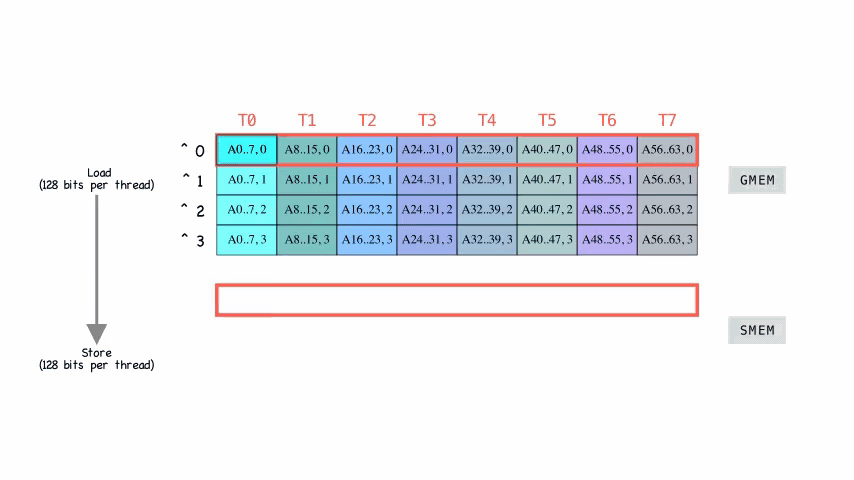 T0 T1 T2 T3 T4 T5 T6 T7
^ 0 A0..7, 0 A8..15, 0 A16..23, 0 A24..31, 0 A32..39, 0 A40..47, 0 A48..55, 0 A56..63, 0
Load
(128 bits per thread)
^ 1 A0..7, 1 A8..15, 1 A16..23, 1 A24..31, 1 A32..39, 1 A40..47, 1 A48..55, 1 A56..63, 1
GMEM
^ 2 A0..7, 2 A8..15, 2 A16..23, 2 A24..31, 2 A32..39, 2 A40..47, 2 A48..55, 2 A56..63, 2
^ 3 A0..7, 3 A8..15, 3 A16..23, 3 A24..31, 3 A32..39, 3 A40..47, 3 A48..55, 3 A56..63, 3
SMEM
Store
(128 bits per thread)